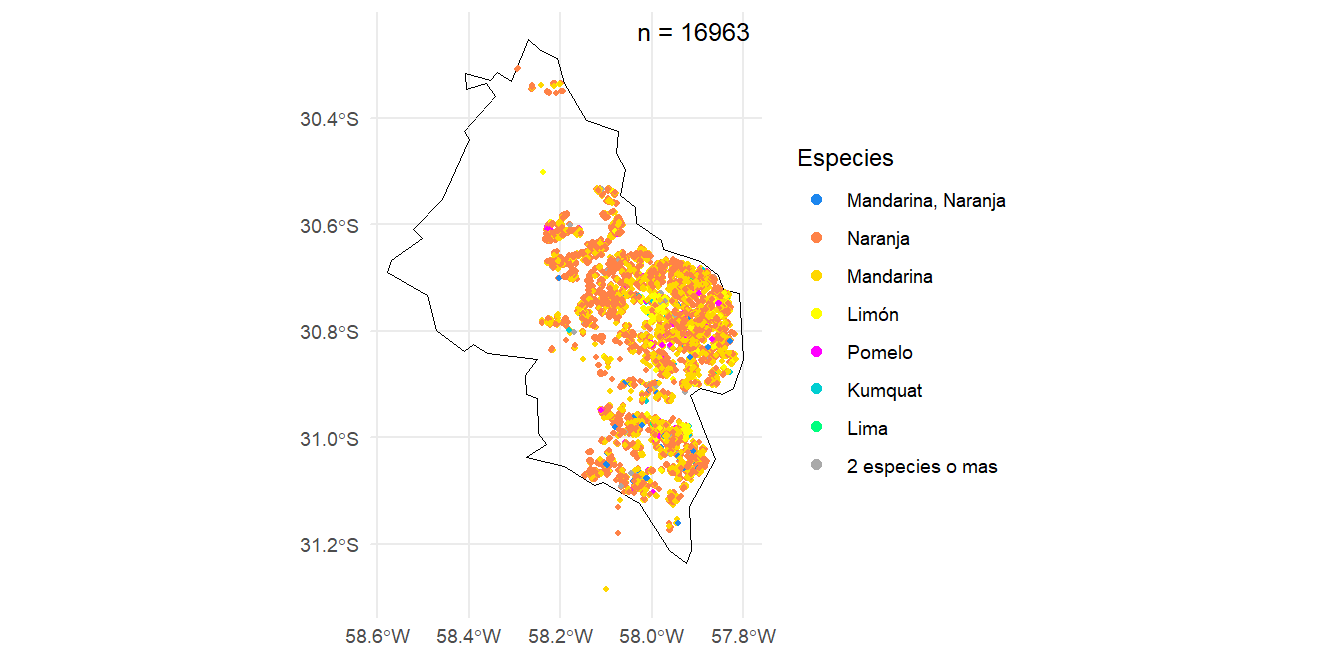 n = 16963
30.4°S
30.6°S
30.8°S
31.0°S
31.2°S
58.6°W 58.4°W 58.2°W 58.0°W 57.8°W
Especies
Mandarina, Naranja
Naranja
Mandarina
Limón
Pomelo
Kumquat
Lima
2 especies o mas